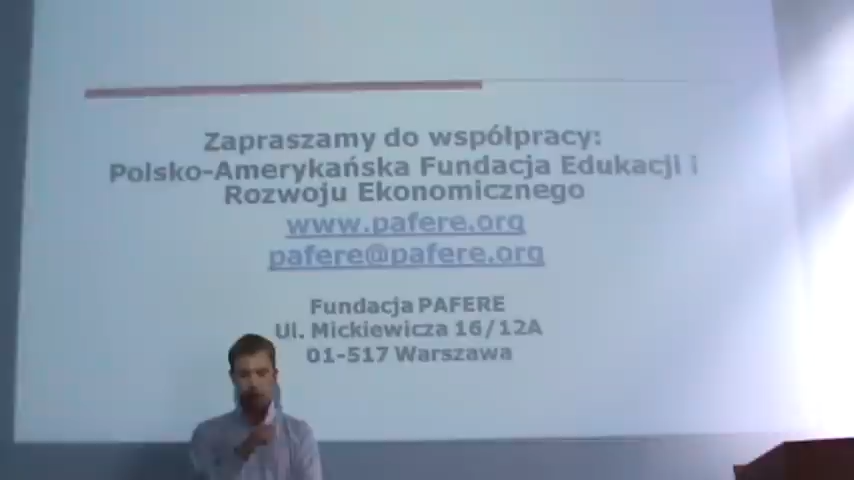 Zapraszamy do współpracy:
Polsko-Amerykańska Fundacja Edukacji i
Rozwoju Ekonomicznego
www.pafere.org
pafere@pafere.org
Fundacja PAFERE
Ul. Mickiewicza 16/12A
01-517 Warszawa